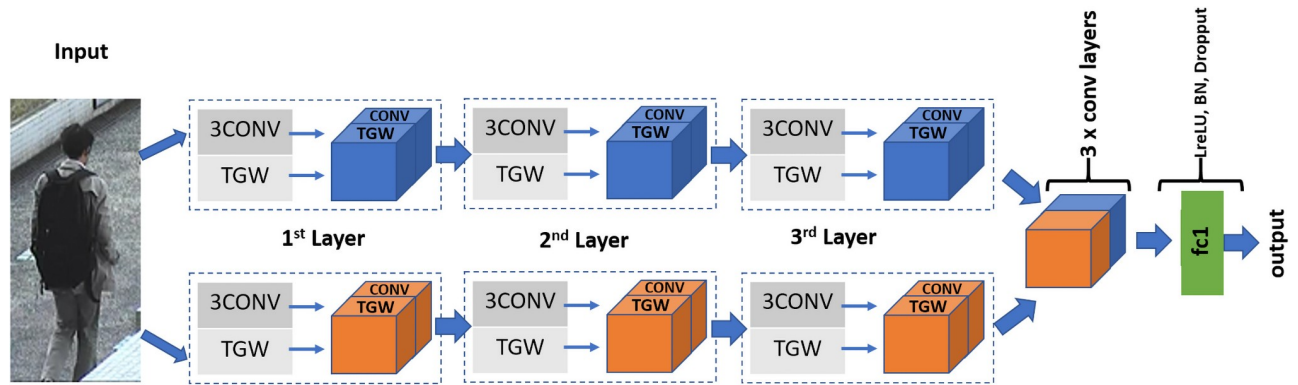 Input
3CONV
TGW
CONV
TGW
3CONV
TGW
CONV
TGW
3CONV
TGW
CONV
TGW
1st Layer
2nd Layer
3rd Layer
3CONV
TGW
CONV
TGW
3CONV
TGW
CONV
TGW
3CONV
TGW
CONV
TGW
3 x conv layers
LreLU, BN, Dropput
fc1
output